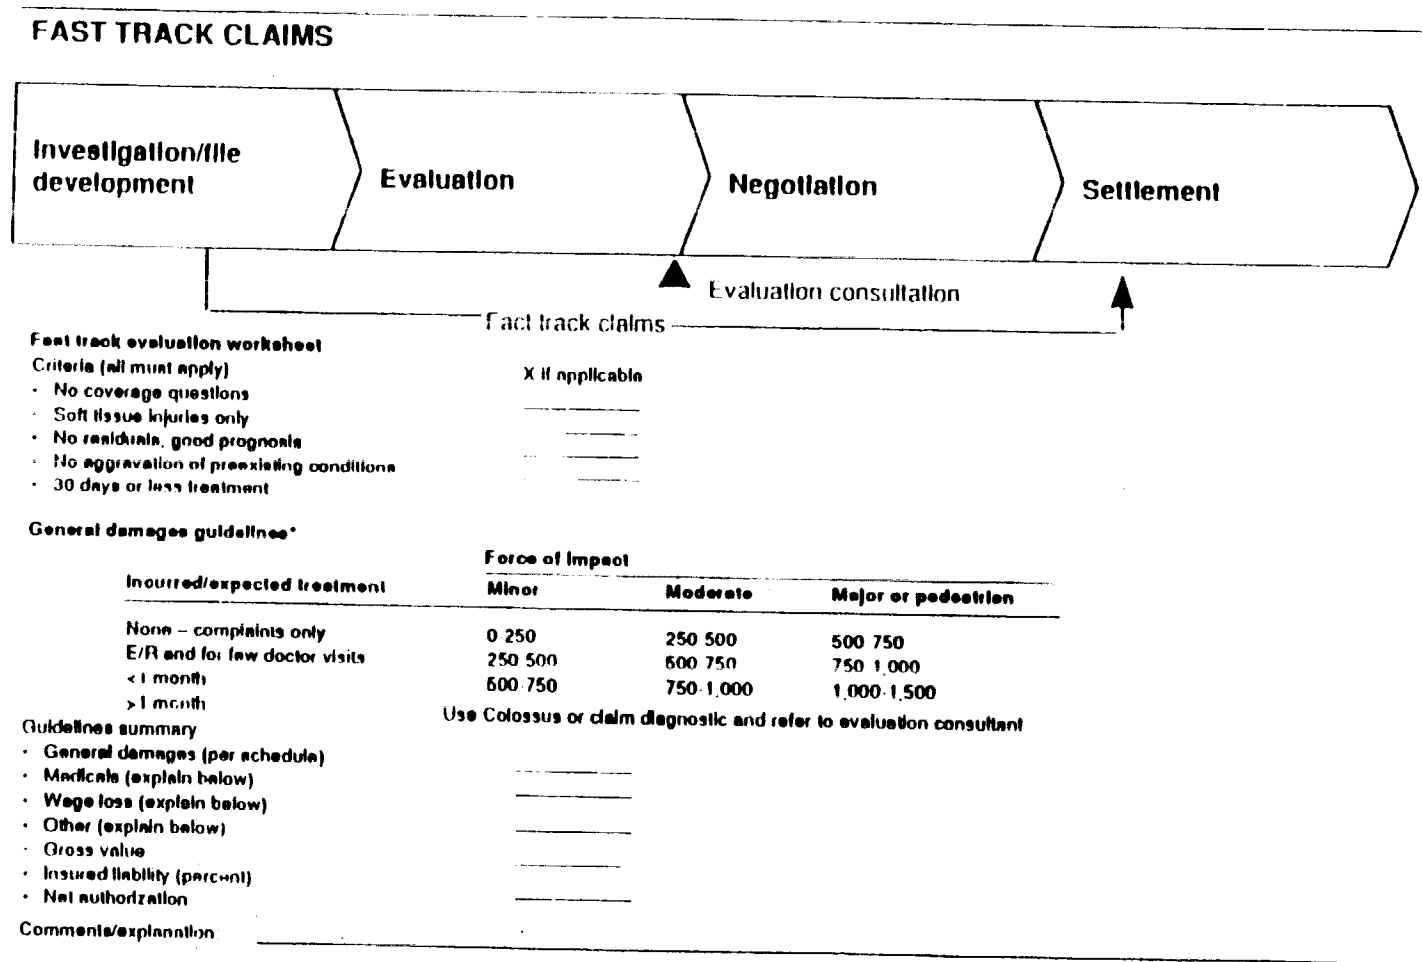 FAST TRACK CLAIMS
Investigation/file
development
Evaluation
Negotiation
Settlement
Evaluation consultation
Fact track claims
Fast track evaluation worksheet
Criteria (all must apply)
X if applicable
· No coverage questions
· Soft tissue injuries only
· No residuals, good prognosis
· No aggravation of preexisting conditions
· 30 days or less treatment
General damages guidelines*
Force of impact
Incurred/expected treatment Minor Moderate Major or pedestrian
None – complaints only 0-250 250-500 500-750
E/R and for few doctor visits 250-500 500-750 750-1,000
<1 month 500-750 750-1,000 1,000-1,500
>1 month Use Colossus or claim diagnostic and refer to evaluation consultant
Guidelines summary
· General damages (per schedule)
· Medicals (explain below)
· Wage loss (explain below)
· Other (explain below)
· Gross value
· Insured liability (percent)
· Net authorization
Comments/explanation